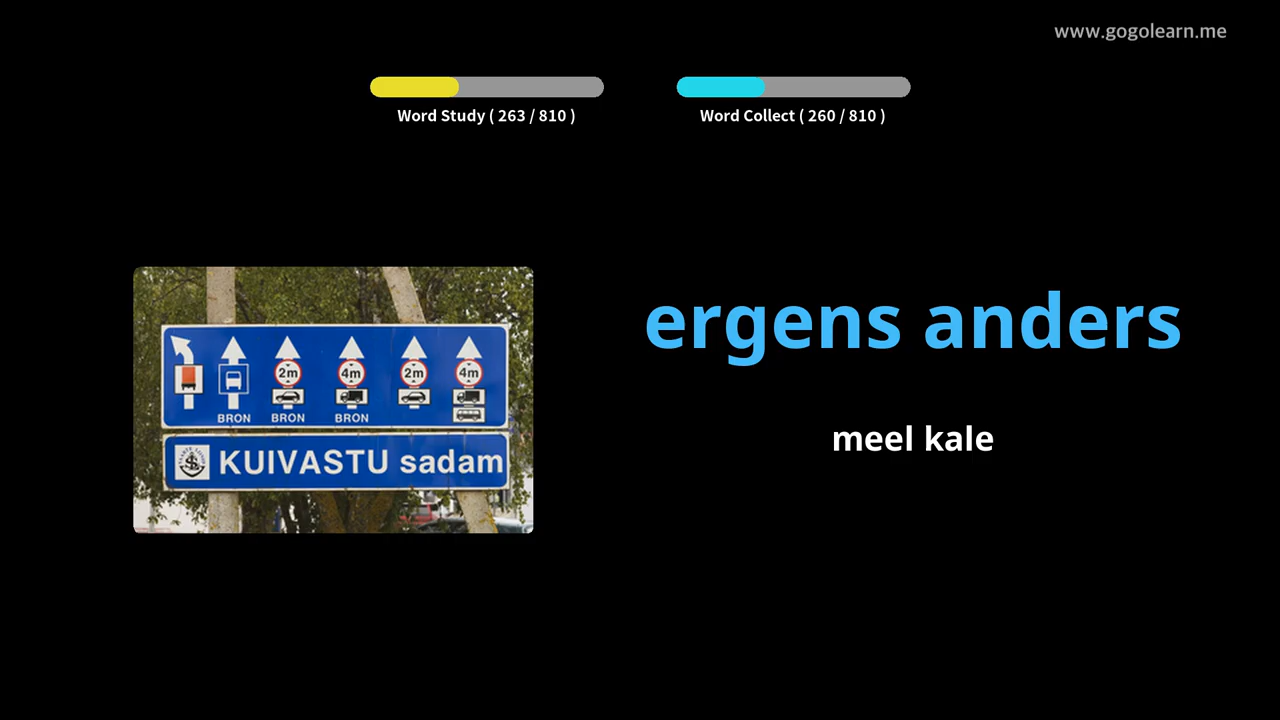 www.gogolearn.me
Word Study ( 263 / 810 )
Word Collect ( 260 / 810 )
ergens anders
meel kale
2m 4m 2m 4m
BRON BRON BRON
KUIVASTU sadam